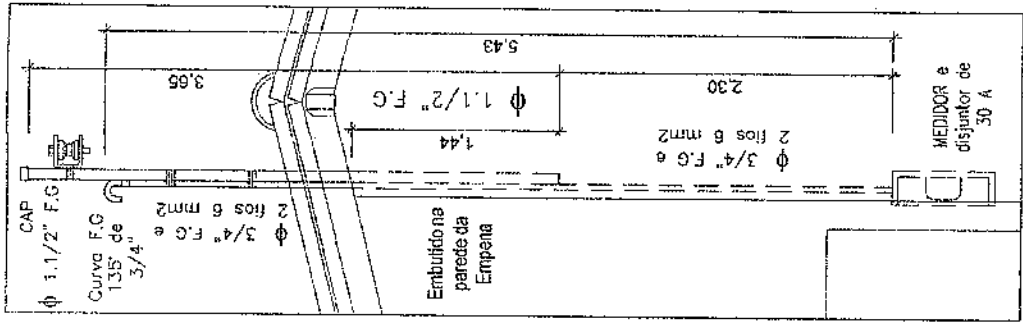 CAP
ϕ 1.1/2" F.G
Curva F.G
135° de
3/4"
ϕ 3/4" F.G e
2 fios 6 mm2
3,65
5,43
ϕ 1.1/2" F.G
1,44
2,30
ϕ 3/4" F.G e
2 fios 6 mm2
Embutido na
parede da
Empena
MEDIDOR e
disjuntor de
30 A